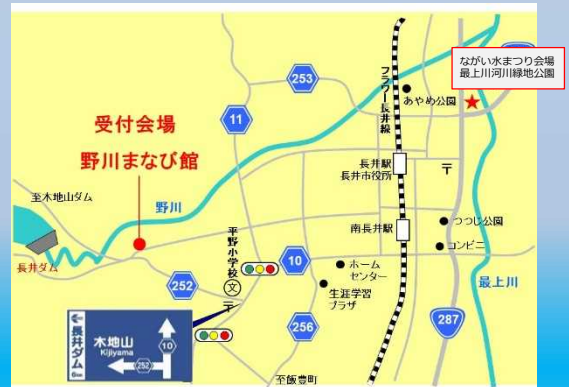 ながい水まつり会場
最上川河川緑地公園
253
フラワー長井線
あやめ公園
11
受付会場
野川まなび館
長井駅
長井市役所
〒
至木地山ダム
野川
平野小学校
文
〒
南長井駅
つつじ公園
コンビニ
長井ダム
10
ホーム
センター
最上川
252
生涯学習
プラザ
256
287
長井ダム
6km
木地山
Kijiyama
10
252
至飯豊町